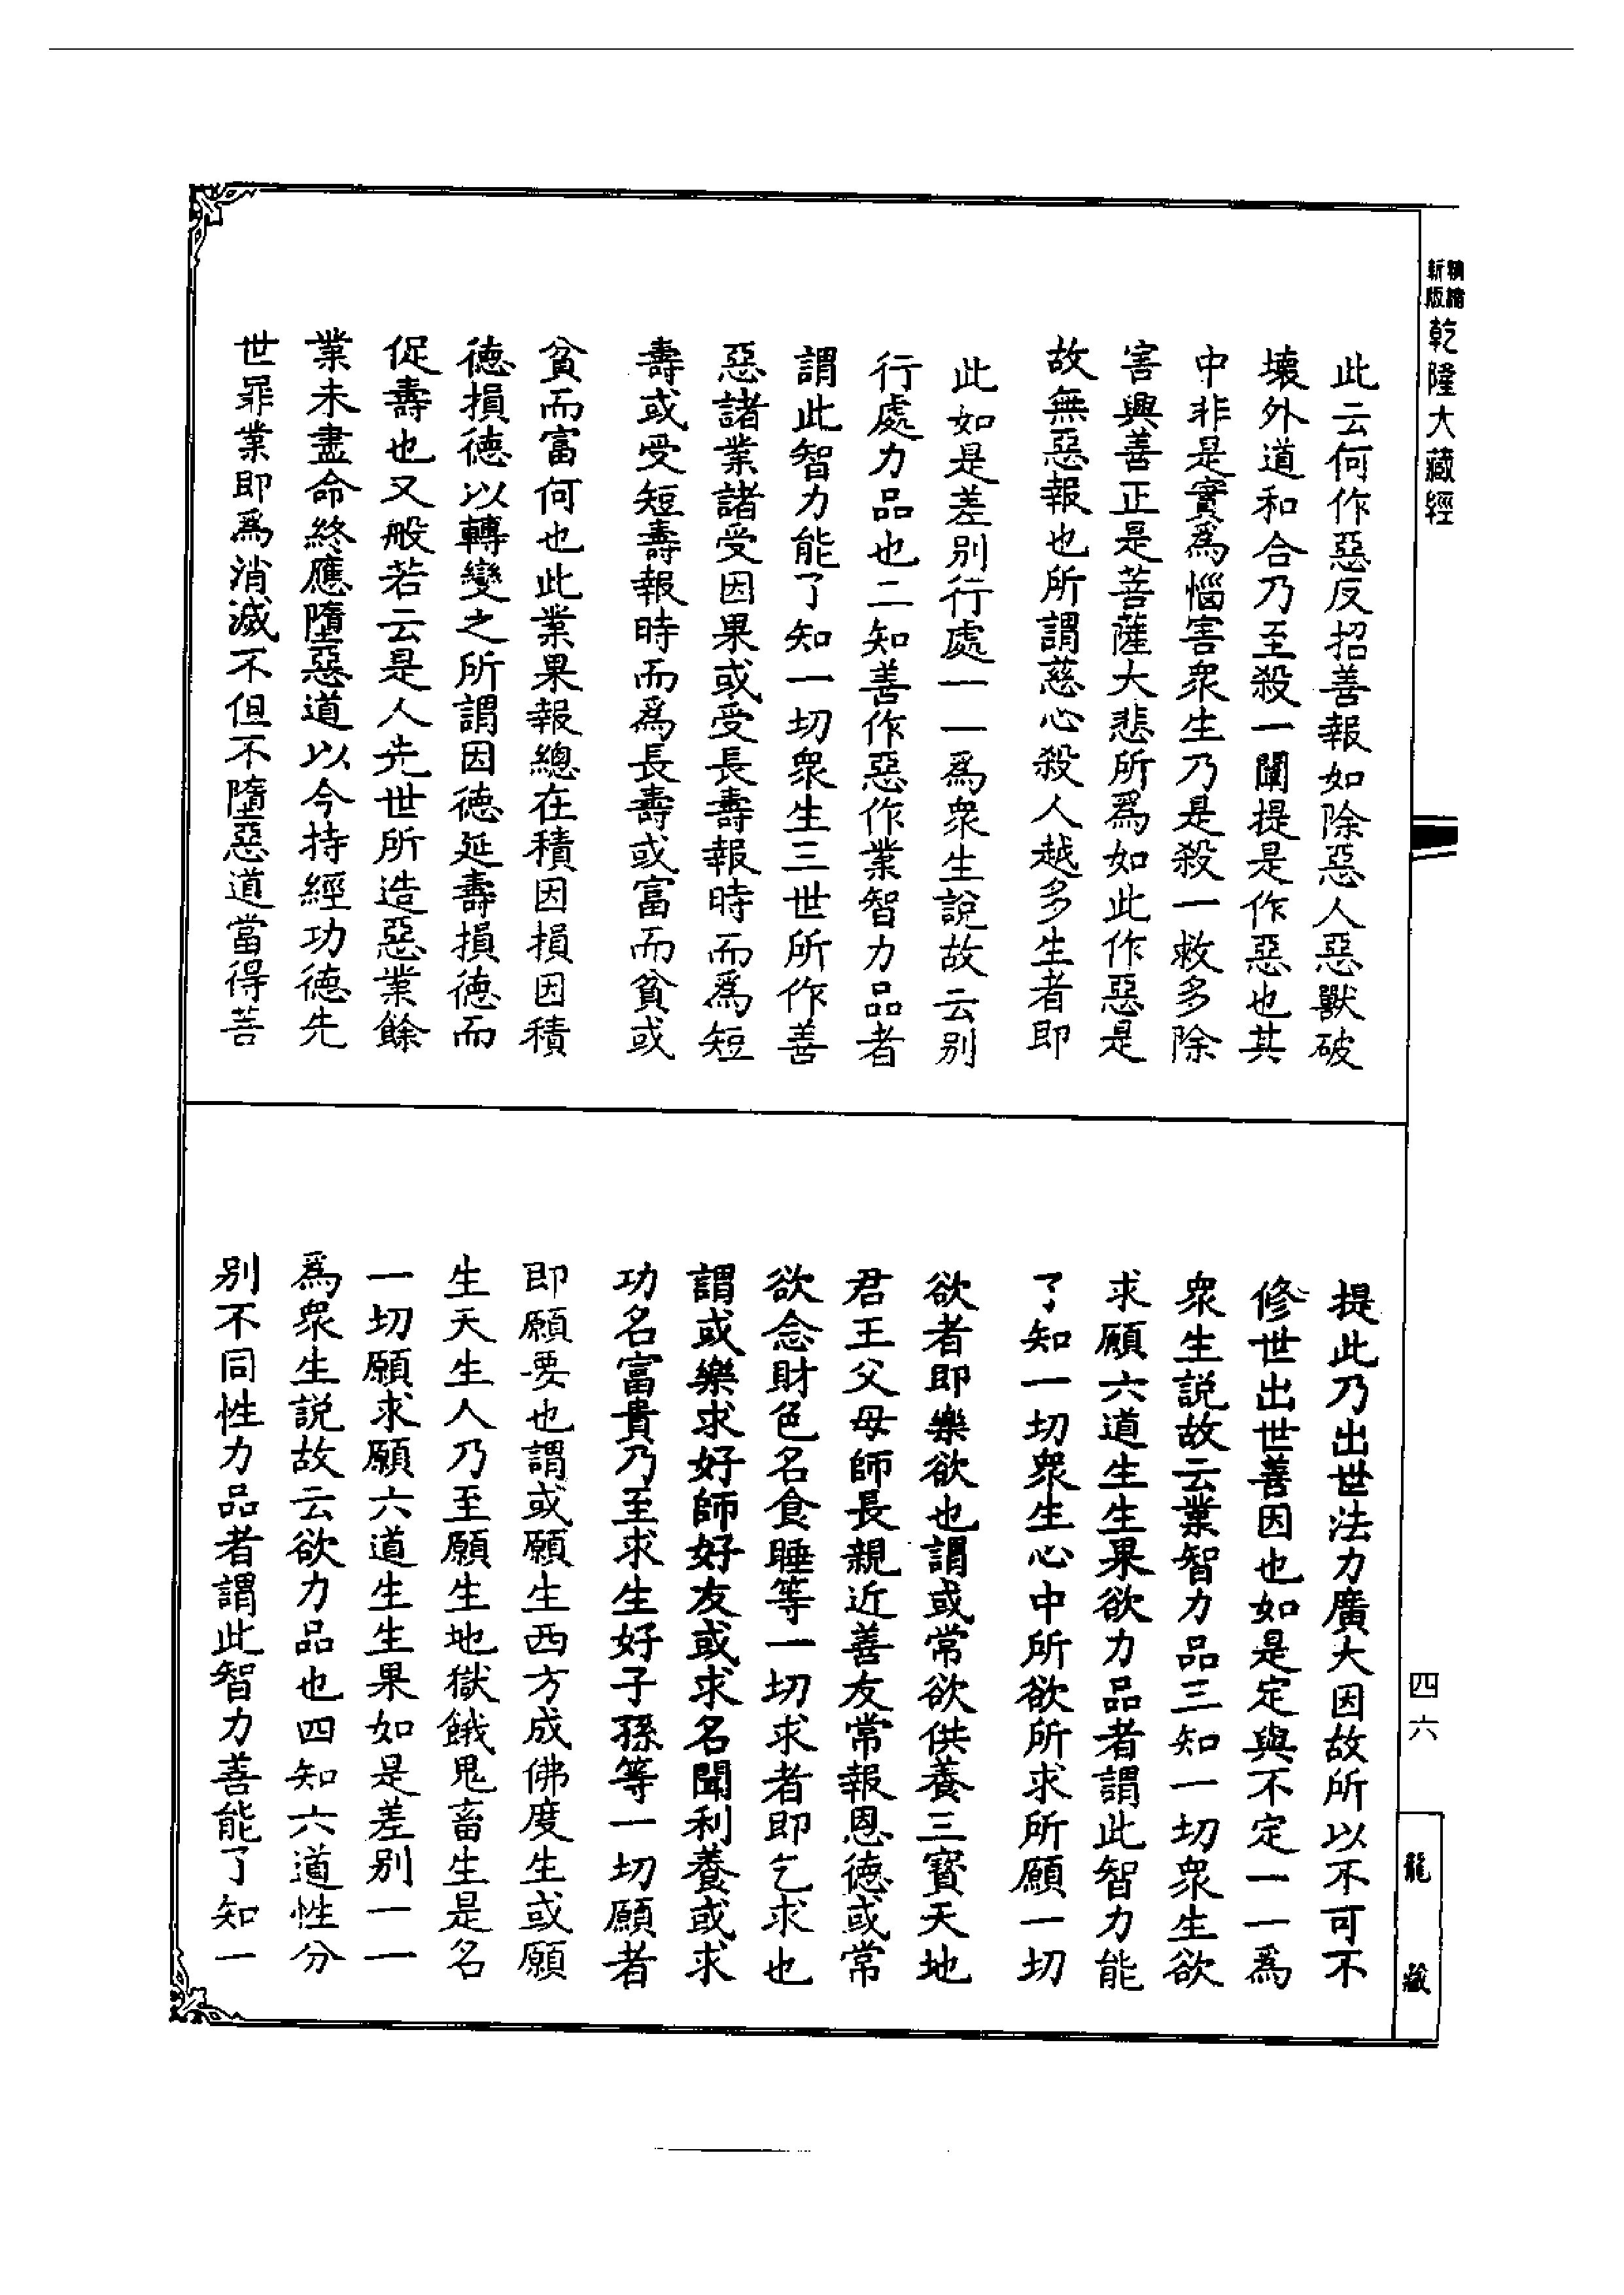 精縮
新版
乾隆大藏經
此云何作惡反招善報如除惡人惡獸破
壞外道和合乃至殺一闡提是作惡也其
中非是實爲惱害衆生乃是殺一救多除
害興善正是菩薩大悲所爲如此作惡是
故無惡報也所謂慈心殺人越多生者即
此如是差别行處一一爲衆生說故云别
行處力品也二知善作惡作業智力品者
謂此智力能了知一切衆生三世所作善
惡諸業諸受因果或受長壽報時而爲短
壽或受短壽報時而爲長壽或富而貧或
貧而富何也此業果報總在積因損因積
德損德以轉變之所謂因德延壽損德而
促壽也又般若云是人先世所造惡業餘
業未盡命終應墮惡道以今持經功德先
世罪業即爲消滅不但不墮惡道當得菩
提此乃出世法力廣大因故所以不可不
修世出世善因也如是定與不定一一爲
衆生説故云業智力品三知一切衆生欲
求願六道生生果欲力品者謂此智力能
了知一切衆生心中所欲所求所願一切
欲者即樂欲也謂或常欲供養三寶天地
君王父母師長親近善友常報恩德或常
欲念財色名食睡等一切求者即乞求也
謂或樂求好師好友或求名聞利養或求
功名富貴乃至求生好子孫等一切願者
即願要也謂或願生西方成佛度生或願
生天生人乃至願生地獄餓鬼畜生是名
一切願求願六道生生果如是差别一一
爲衆生説故云欲力品也四知六道性分
别不同性力品者謂此智力善能了知一
四六
龍藏